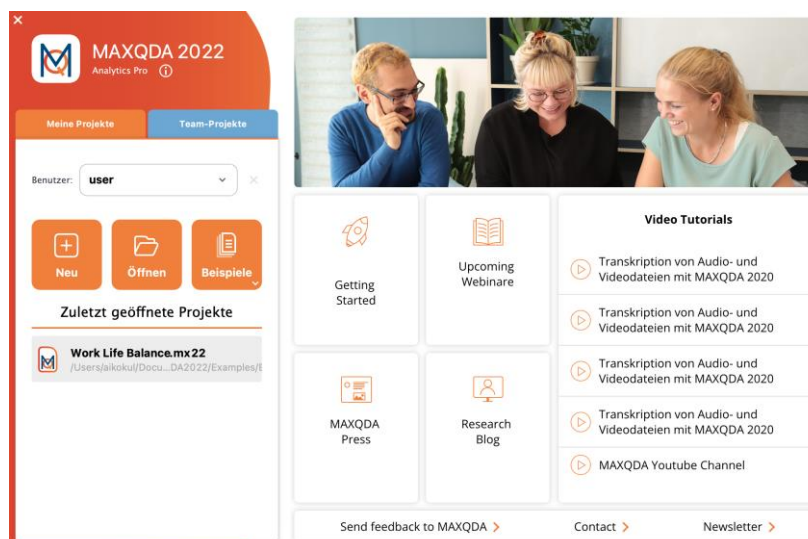 MAXQDA 2022
Analytics Pro
Meine Projekte
Team-Projekte
Benutzer:
user
Neu
Öffnen
Beispiele
Zuletzt geöffnete Projekte
Work Life Balance.mx22
/Users/aikokul/Docu...DA2022/Examples/E
Getting
Started
Upcoming
Webinare
MAXQDA
Press
Research
Blog
Video Tutorials
Transkription von Audio- und
Videodateien mit MAXQDA 2020
Transkription von Audio- und
Videodateien mit MAXQDA 2020
Transkription von Audio- und
Videodateien mit MAXQDA 2020
Transkription von Audio- und
Videodateien mit MAXQDA 2020
MAXQDA Youtube Channel
Send feedback to MAXQDA >
Contact >
Newsletter >